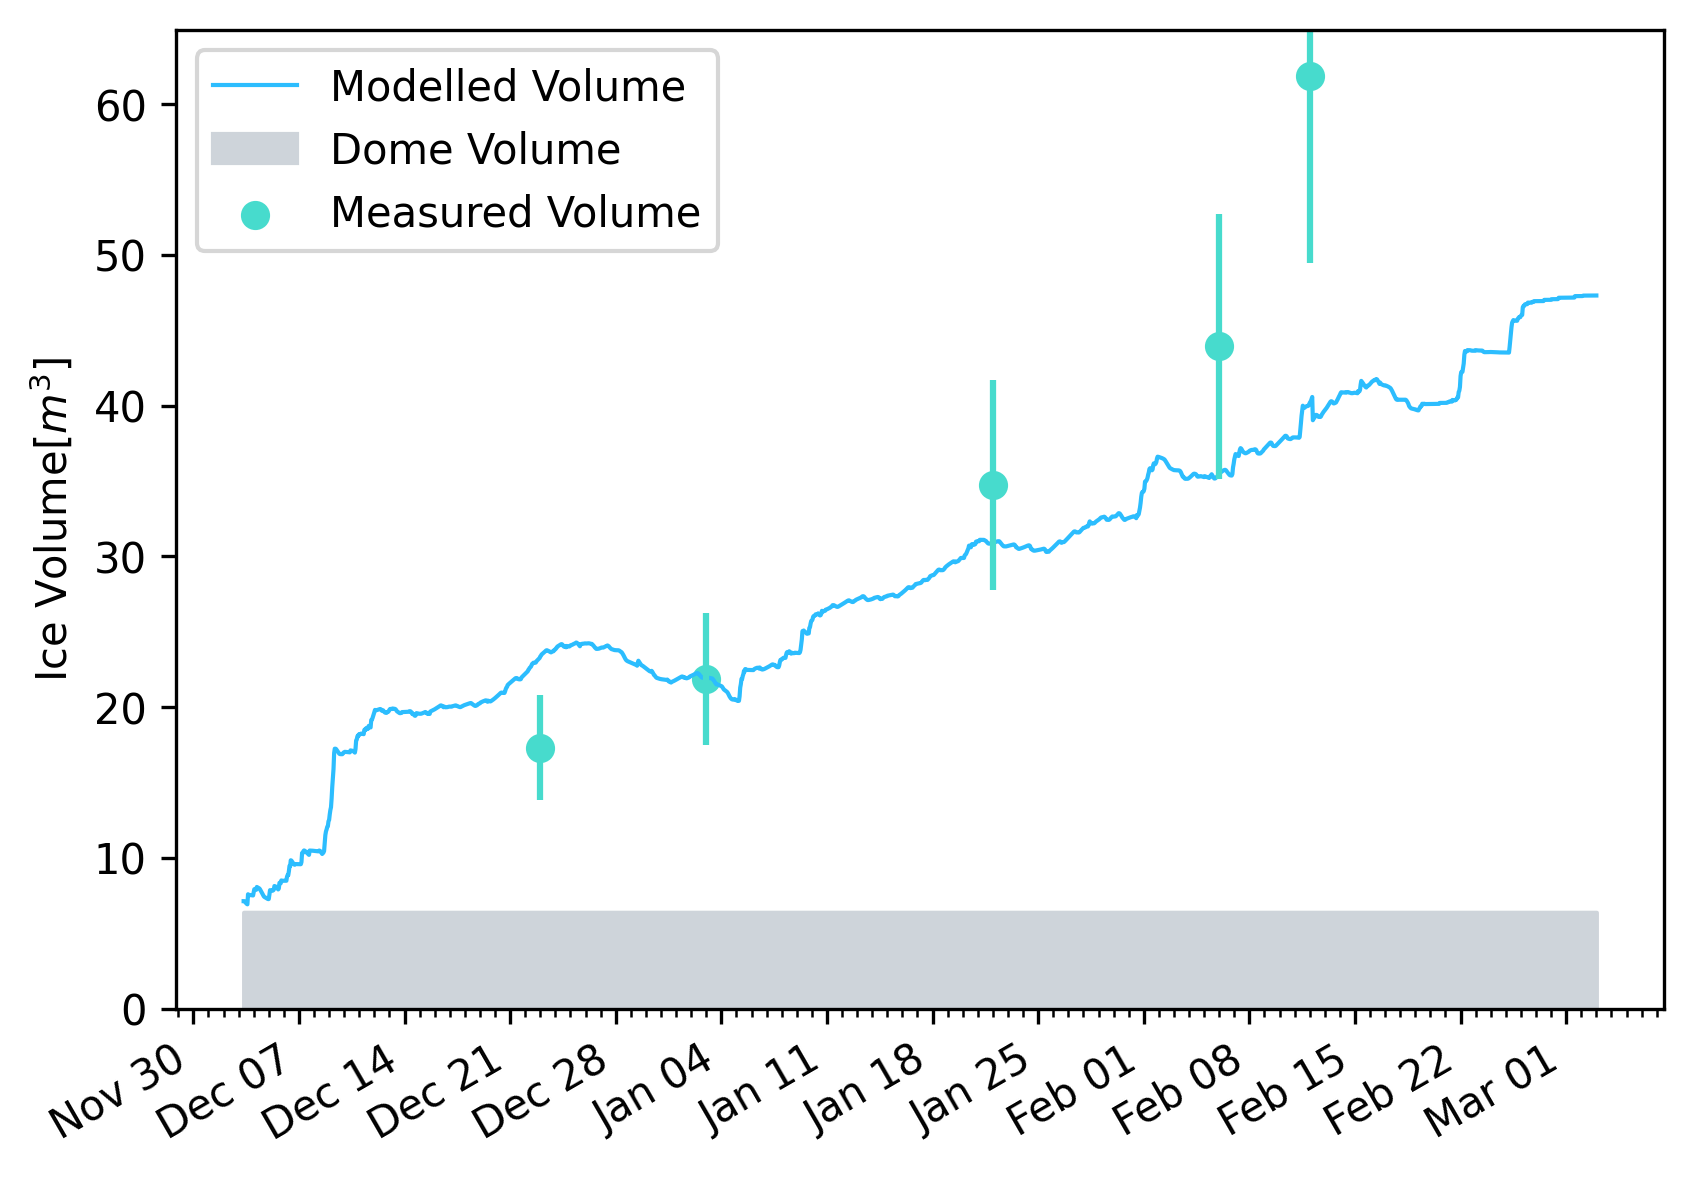 Modelled Volume
Dome Volume
Measured Volume
Ice Volume[m³]
60
50
40
30
20
10
0
Nov 30
Dec 07
Dec 14
Dec 21
Dec 28
Jan 04
Jan 11
Jan 18
Jan 25
Feb 01
Feb 08
Feb 15
Feb 22
Mar 01